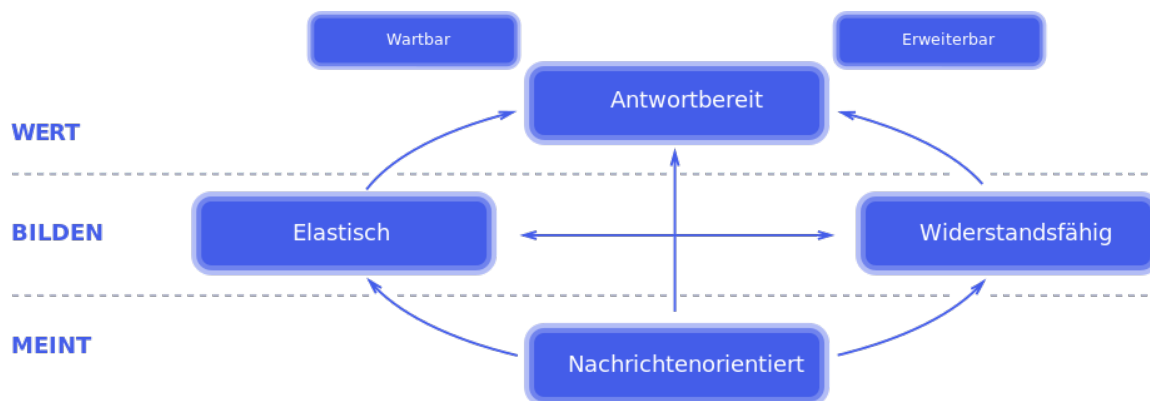 Wartbar
Erweiterbar
Antwortbereit
WERT
BILDEN
Elastisch
Widerstandsfähig
MEINT
Nachrichtenorientiert